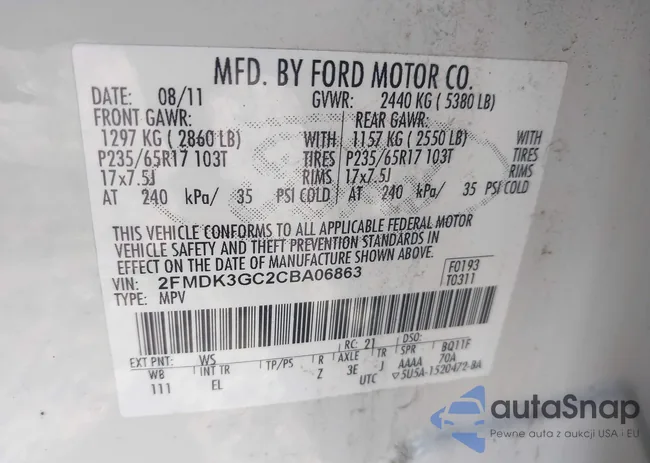 MFD. BY FORD MOTOR CO.
DATE: 08/11 GVWR: 2440 KG ( 5380 LB)
FRONT GAWR: REAR GAWR:
1297 KG ( 2860 LB) WITH 1157 KG ( 2550 LB) WITH
P235/65R17 103T TIRES P235/65R17 103T TIRES
17x7.5J RIMS 17x7.5J RIMS
AT 240 kPa/ 35 PSI COLD AT 240 kPa/ 35 PSI COLD
THIS VEHICLE CONFORMS TO ALL APPLICABLE FEDERAL MOTOR
VEHICLE SAFETY AND THEFT PREVENTION STANDARDS IN
EFFECT ON THE DATE OF MANUFACTURE SHOWN ABOVE.
VIN: 2FMDK3GC2CBA06863 F0193
TYPE: MPV T0311
EXT PNT: WS RC: 21 DSO:
WB INT TR TP/PS R AXLE TR SPR BQ11F
111 EL Z 3E J AAAA 70A
UTC ▽5U5A-1520472-BA
autaSnap
Pewne auta z aukcji USA i EU